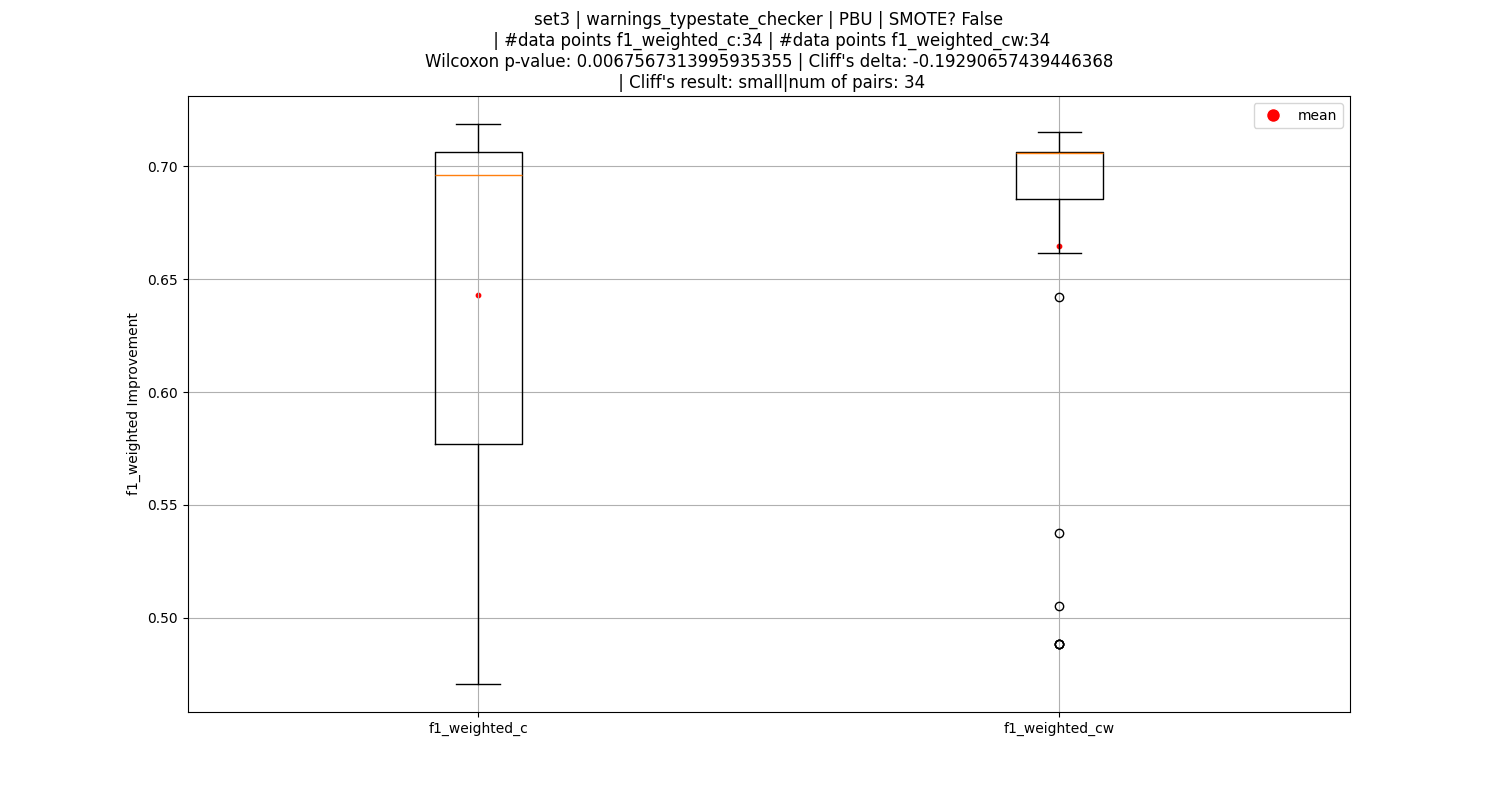 set3 | warnings_typestate_checker | PBU | SMOTE? False
| #data points f1_weighted_c:34 | #data points f1_weighted_cw:34
Wilcoxon p-value: 0.0067567313995935355 | Cliff's delta: -0.19290657439446368
| Cliff's result: small|num of pairs: 34
mean
0.70
0.65
0.60
0.55
0.50
f1_weighted Improvement
f1_weighted_c
f1_weighted_cw